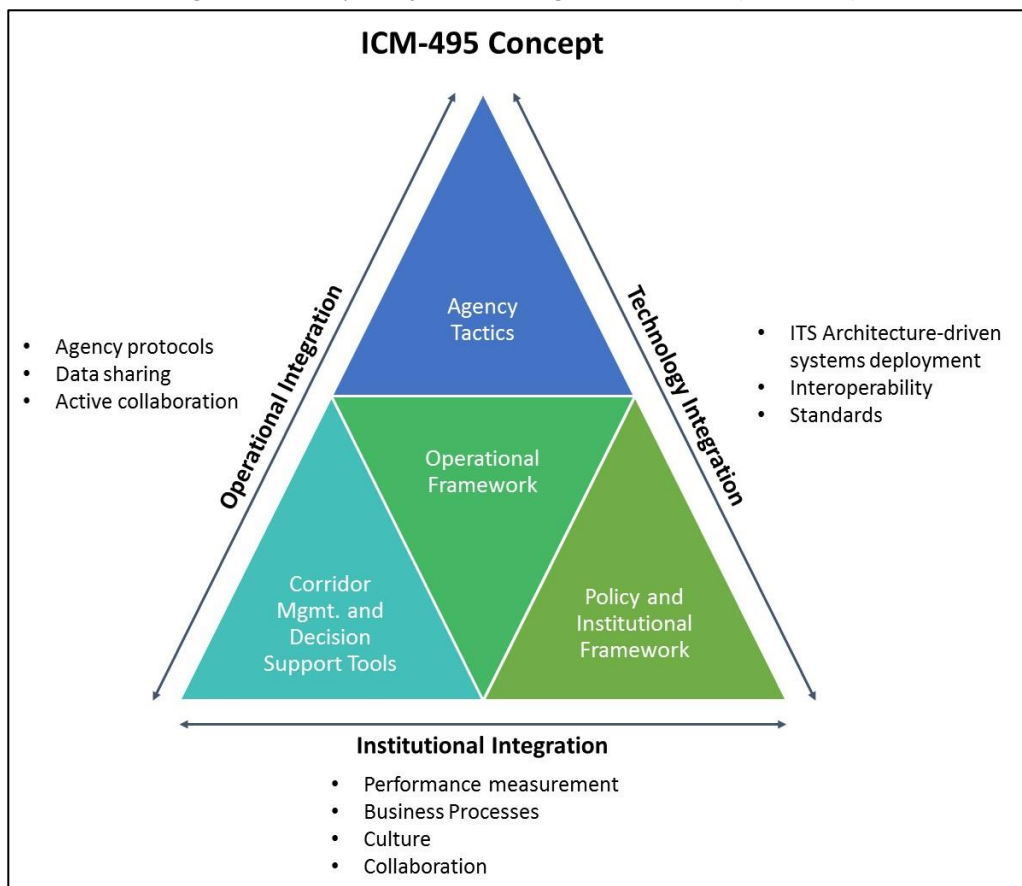 ICM-495 Concept
Agency
Tactics
Operational Integration
Technology Integration
• Agency protocols
• Data sharing
• Active collaboration
• ITS Architecture-driven
systems deployment
• Interoperability
• Standards
Operational
Framework
Corridor
Mgmt. and
Decision
Support Tools
Policy and
Institutional
Framework
Institutional Integration
• Performance measurement
• Business Processes
• Culture
• Collaboration